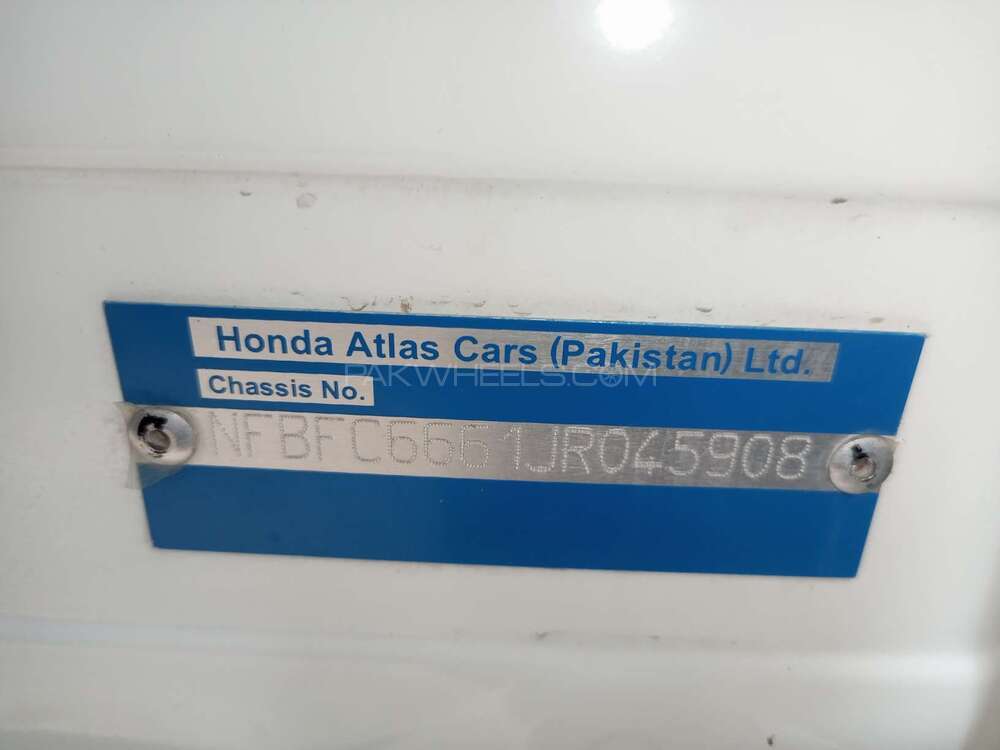 Honda Atlas Cars (Pakistan) Ltd.
PAKWHEELS.COM
Chassis No.
NFBFC6661JR045908